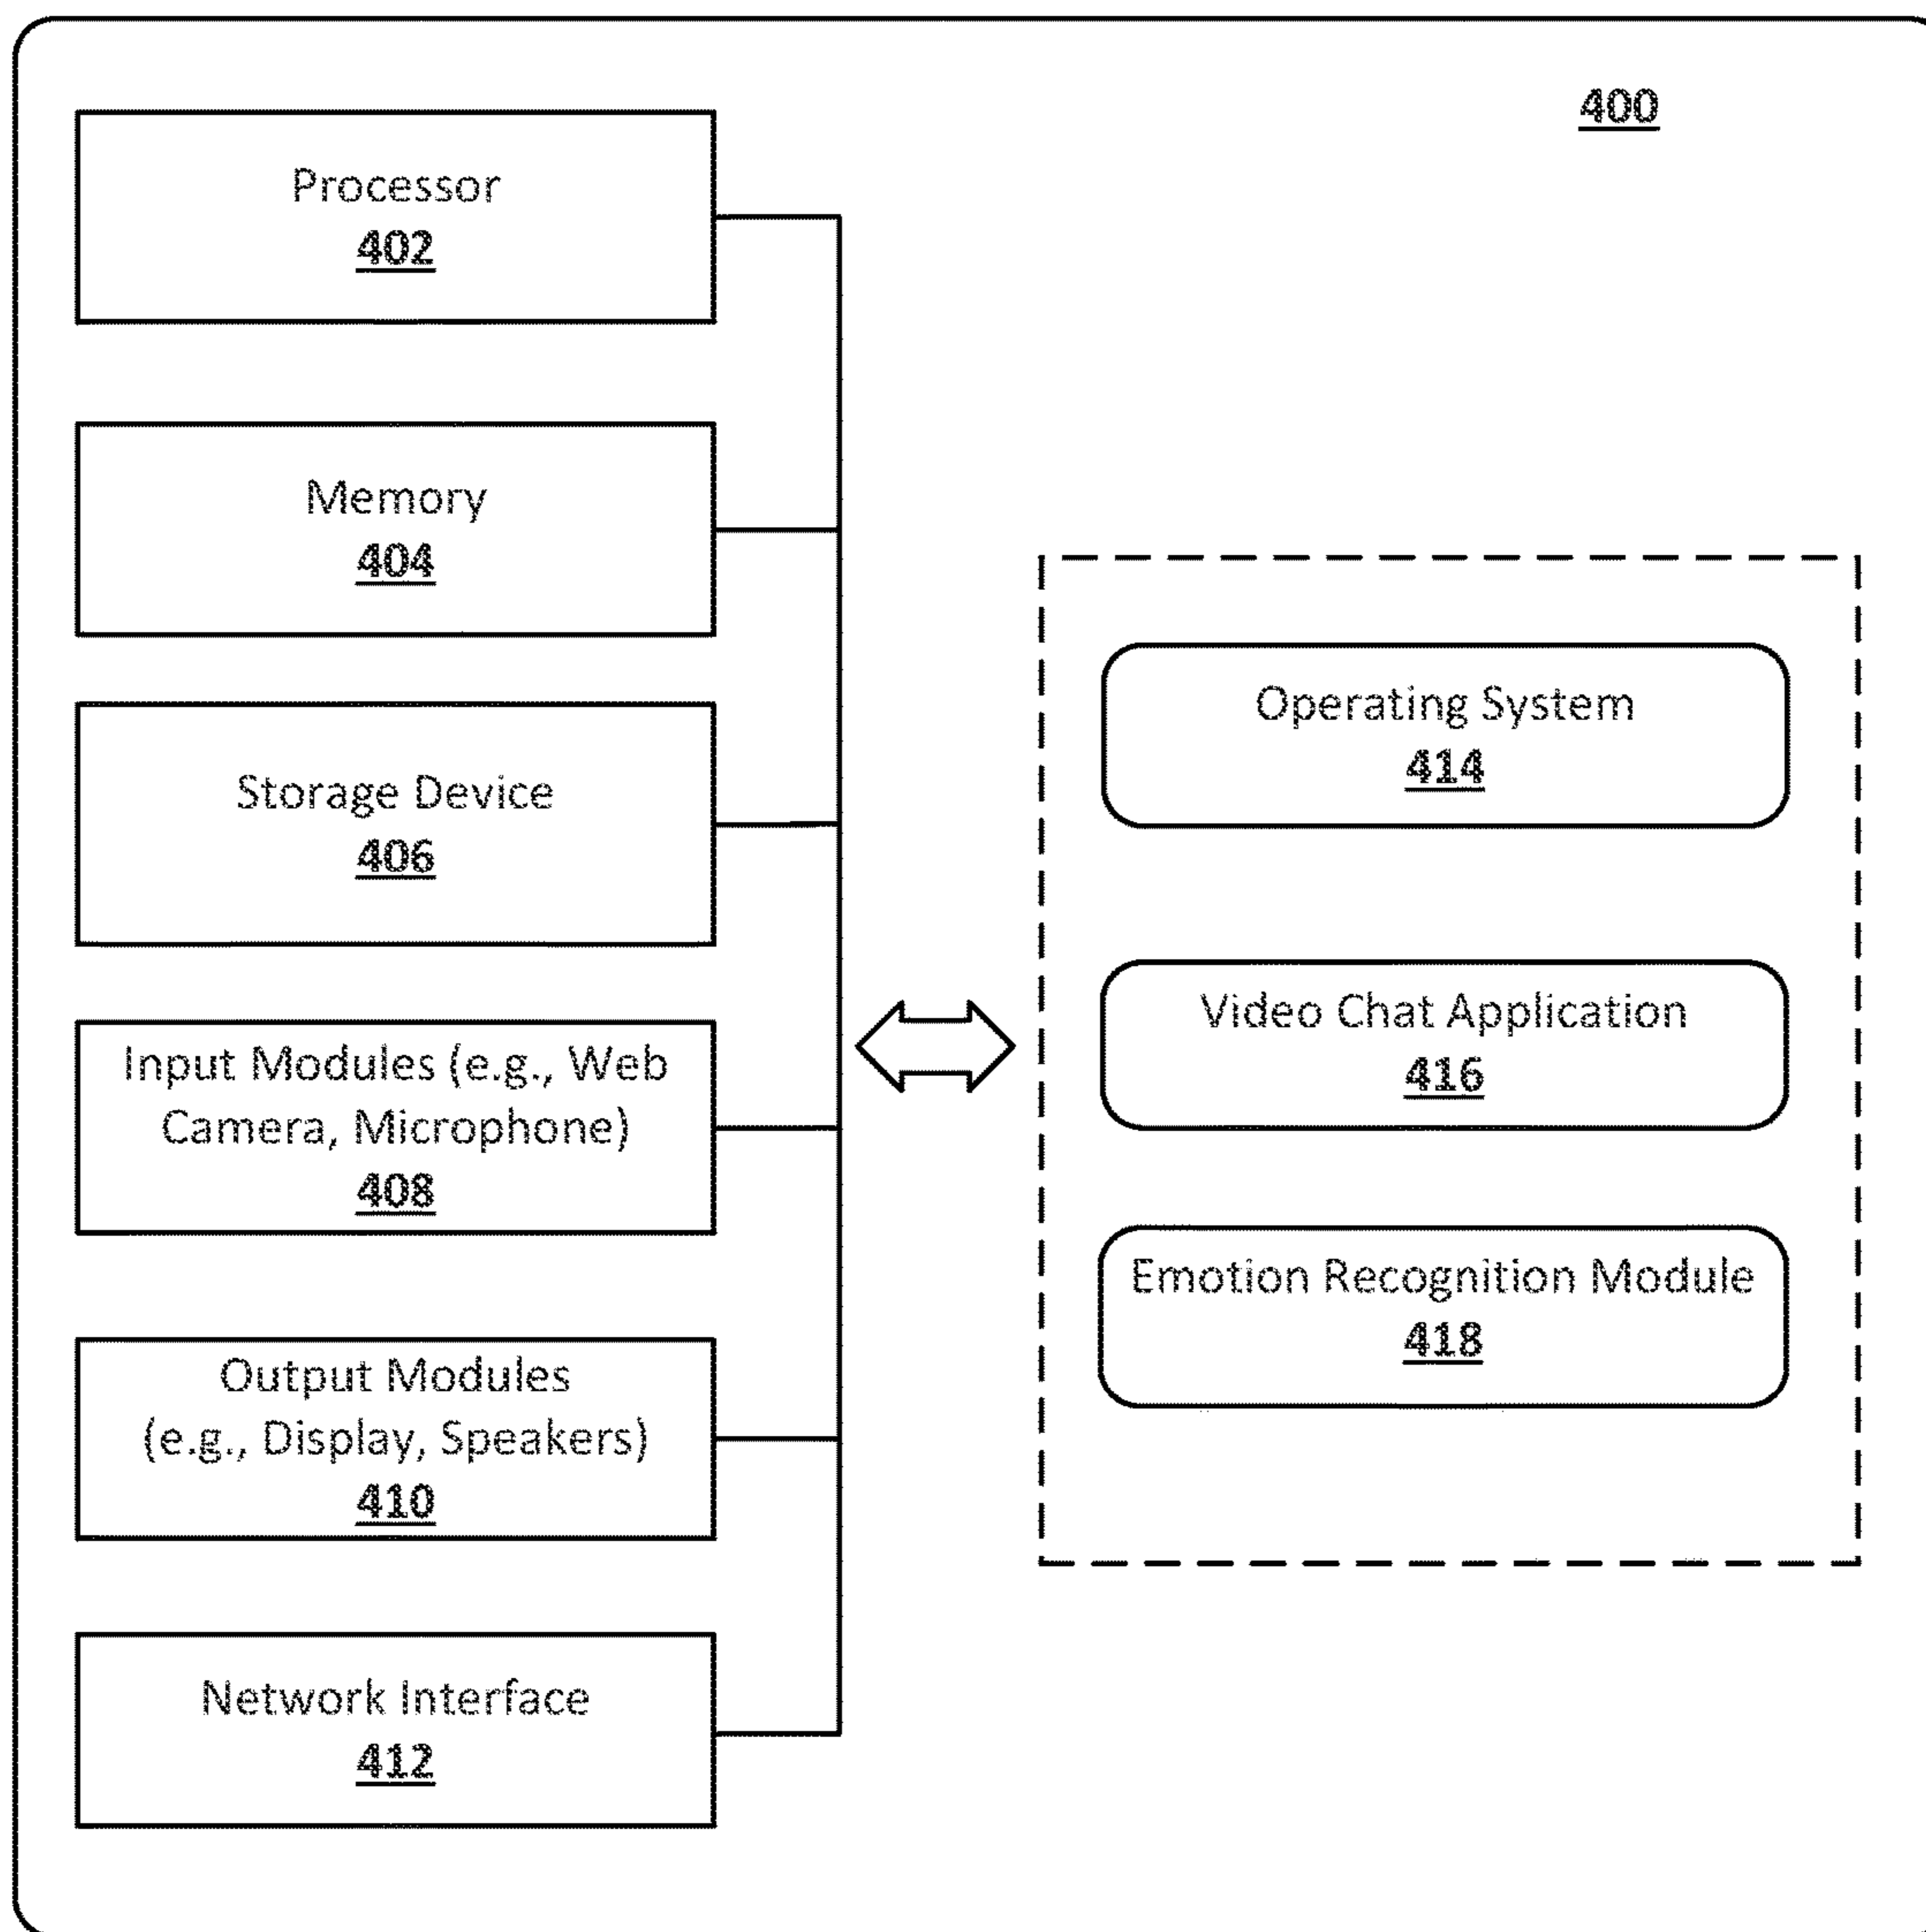 400
Processor
402
Memory
404
Storage Device
406
Input Modules (e.g., Web
Camera, Microphone)
408
Output Modules
(e.g., Display, Speakers)
410
Network Interface
412
Operating System
414
Video Chat Application
416
Emotion Recognition Module
418